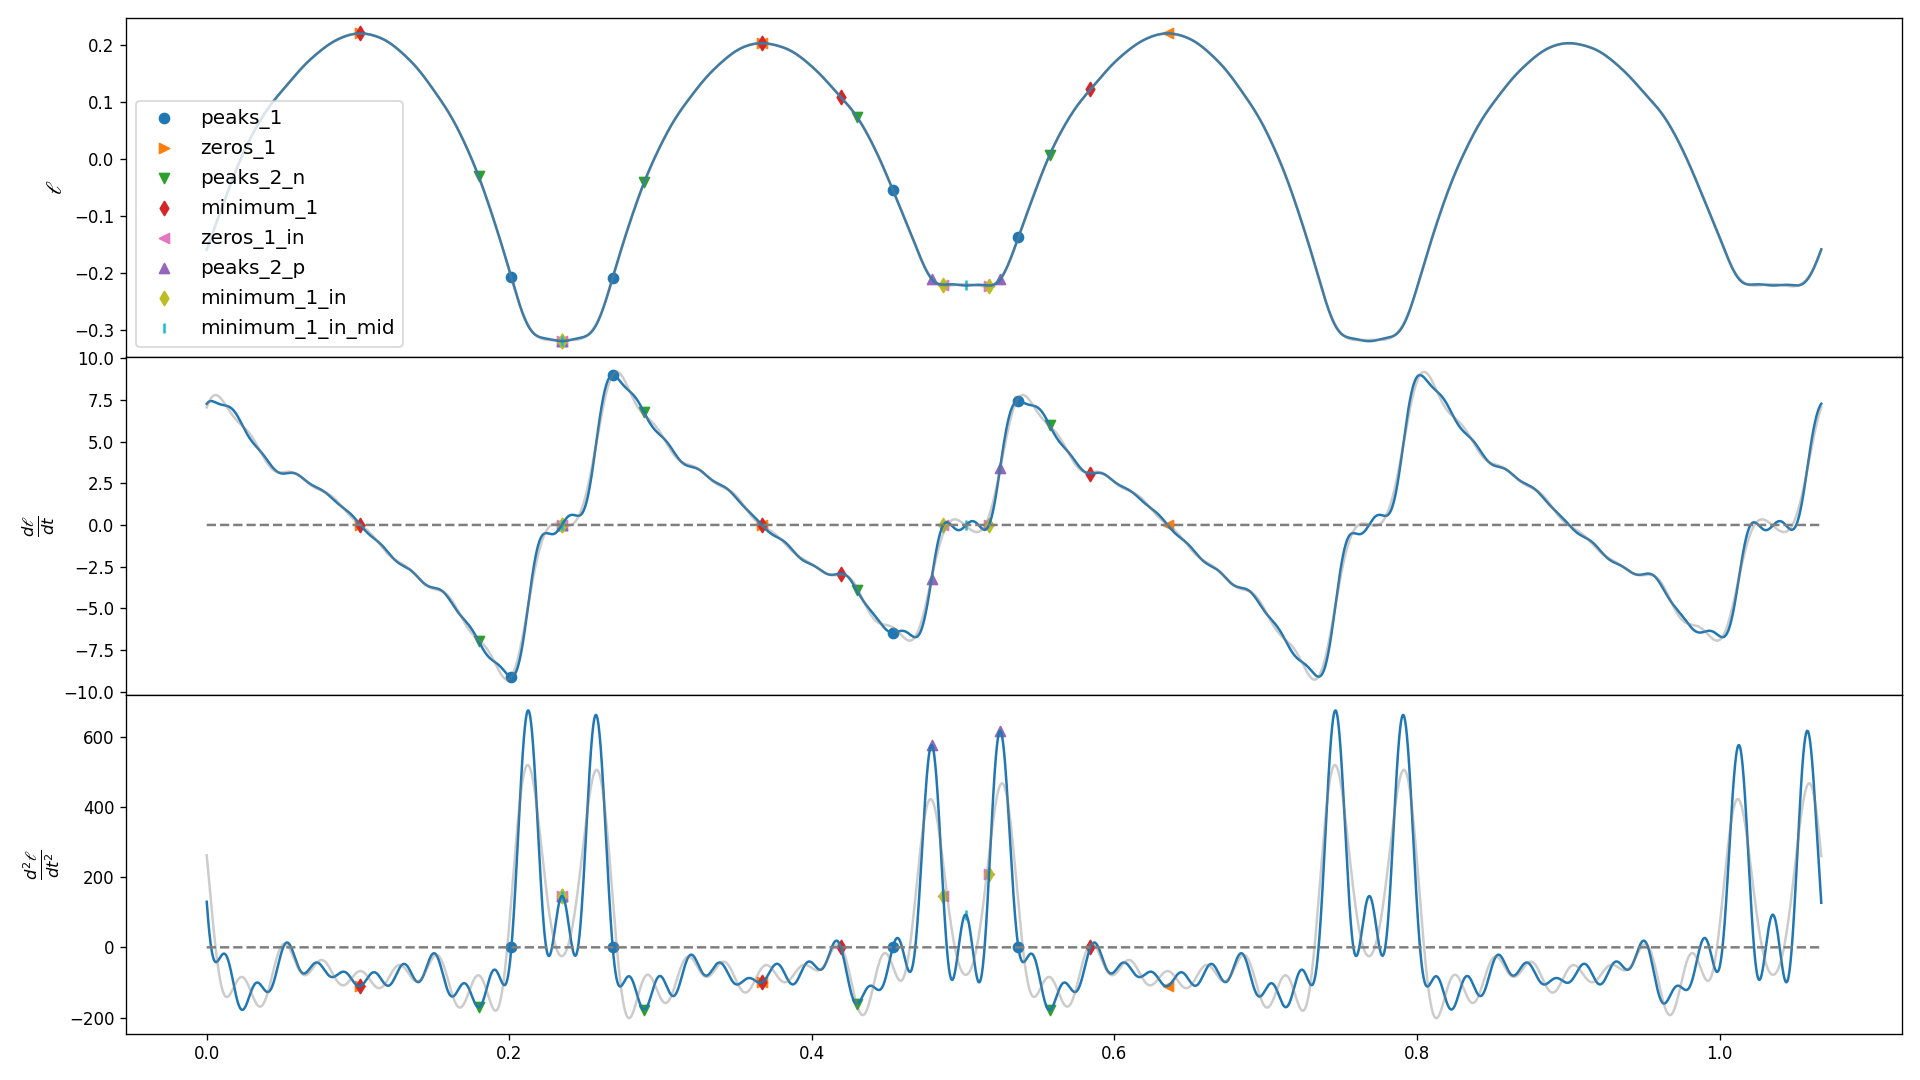 0.2
0.1
0.0
−0.1
−0.2
−0.3
ℓ
peaks_1
zeros_1
peaks_2_n
minimum_1
zeros_1_in
peaks_2_p
minimum_1_in
minimum_1_in_mid
10.0
7.5
5.0
2.5
0.0
−2.5
−5.0
−7.5
−10.0
dℓ
dt
600
400
200
0
−200
d²ℓ
dt²
0.0 0.2 0.4 0.6 0.8 1.0